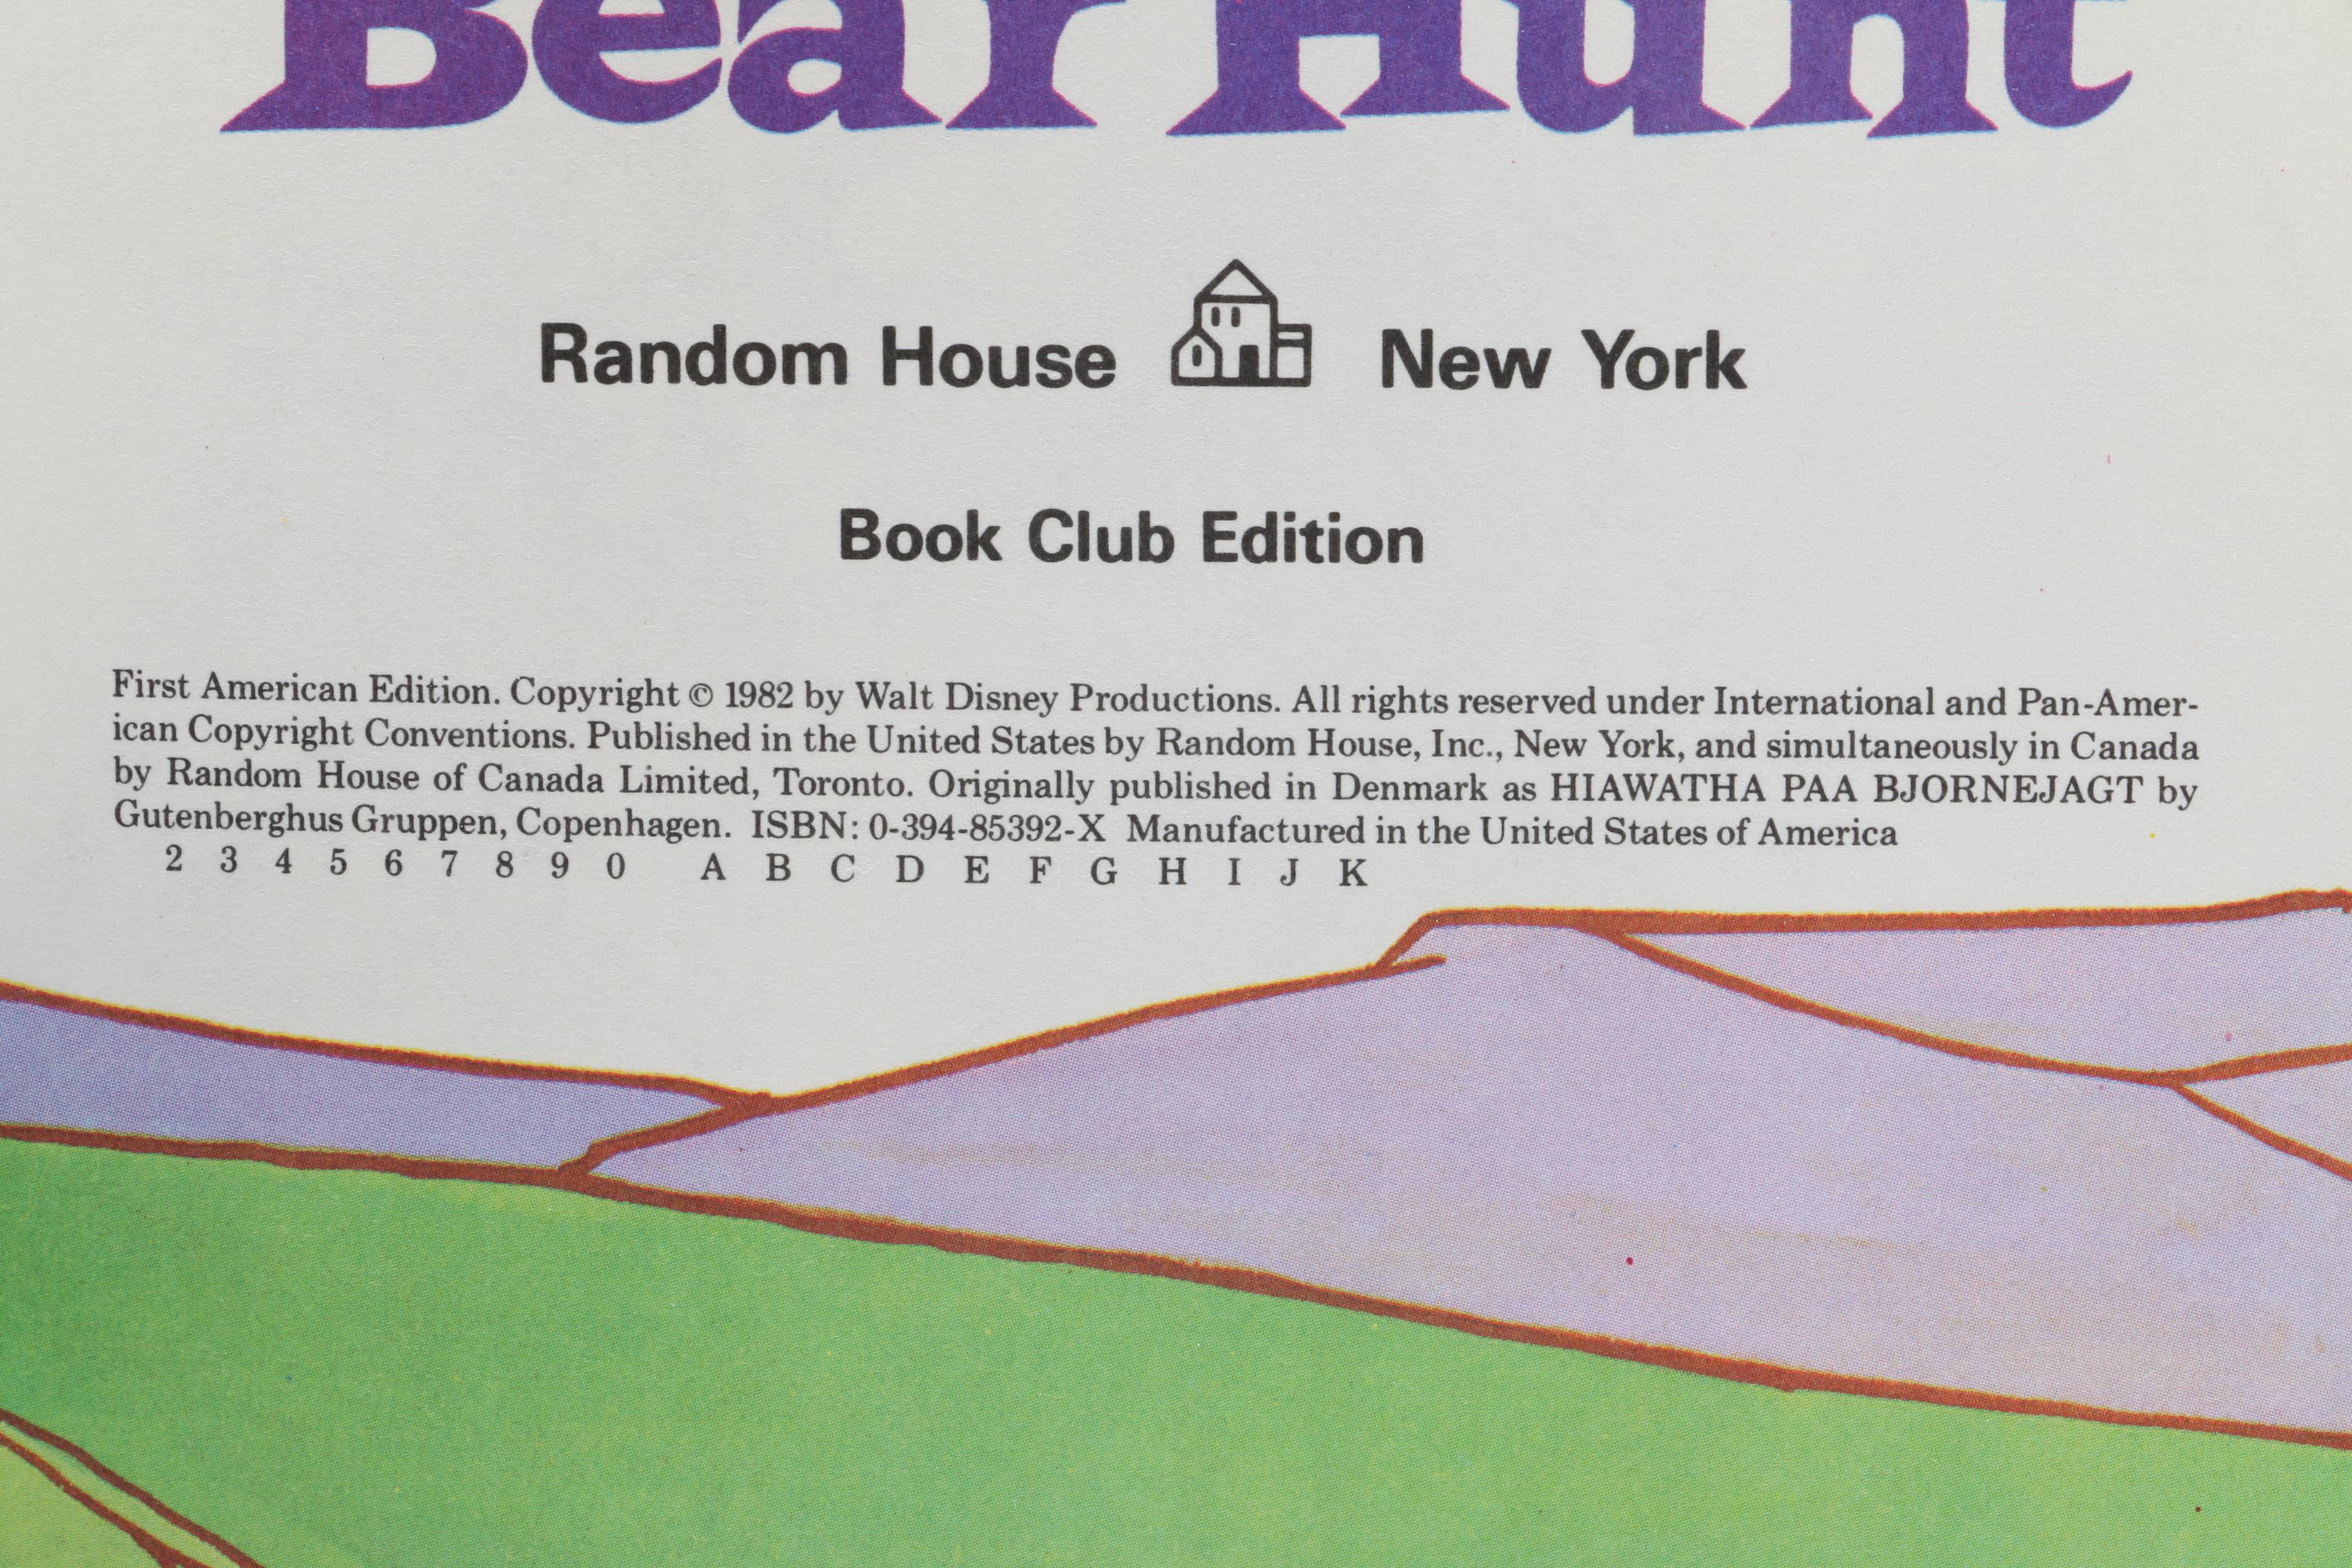 Bear Hunt
Random House New York
Book Club Edition
First American Edition. Copyright © 1982 by Walt Disney Productions. All rights reserved under International and Pan-Amer-
ican Copyright Conventions. Published in the United States by Random House, Inc., New York, and simultaneously in Canada
by Random House of Canada Limited, Toronto. Originally published in Denmark as HIAWATHA PAA BJORNEJAGT by
Gutenberghus Gruppen, Copenhagen. ISBN: 0-394-85392-X Manufactured in the United States of America
2 3 4 5 6 7 8 9 0 A B C D E F G H I J K